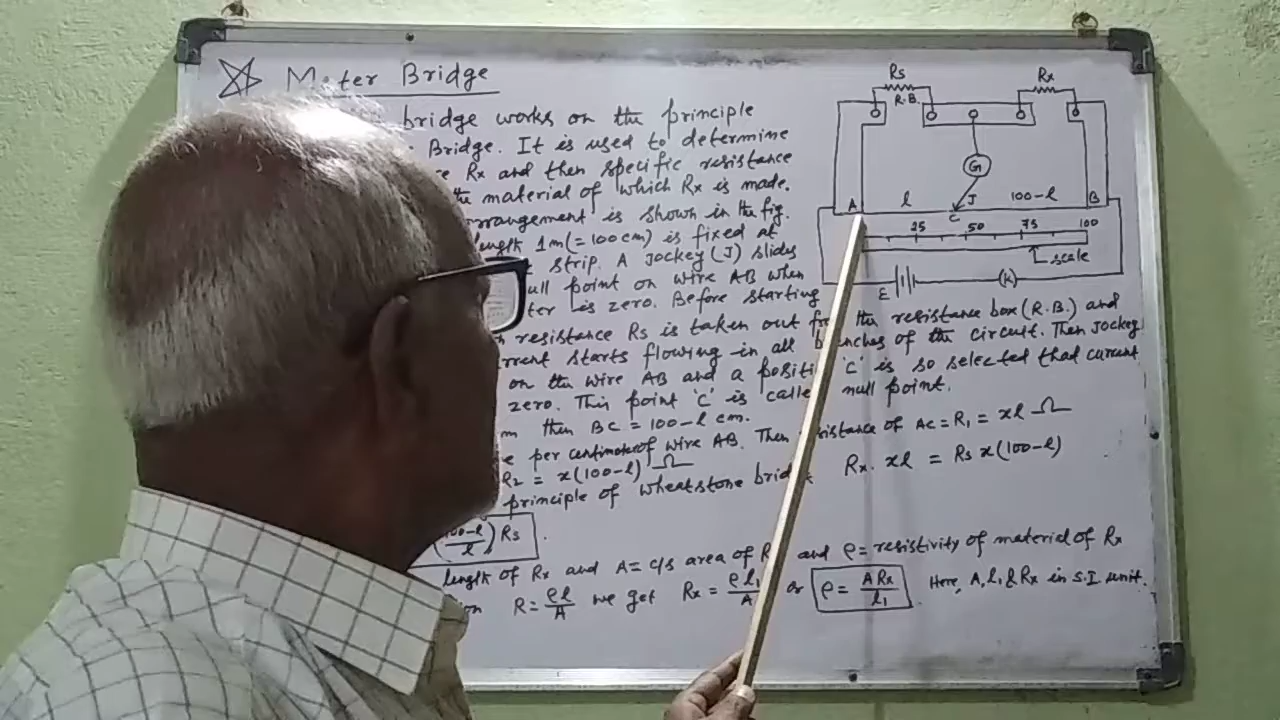 Meter Bridge
bridge works on the principle
Bridge. It is used to determine
Rx and then specific resistance
the material of which Rx is made.
rrangement is shown in the fig.
length 1m (= 100 cm) is fixed at
strip. A Jockey (J) slides
null point on wire AB when
ter is zero. Before starting
resistance Rs is taken out the resistance box (R.B.) and
rrent starts flowing in all branches of the circuit. Then Jockey
on the wire AB and a positi 'C' is so selected that current
zero. This point 'C' is called null point.
then BC = 100-l cm.
per centimeter of wire AB. Then resistance of AC = R1 = xl Ω
R2 = x(100-l) Ω
principle of wheatstone bridge Rx. xl = Rs x(100-l)
(100-l / l) Rs.
length of Rx and A = c/s area of R and ρ = resistivity of material of Rx
R = ρl/A we get Rx = ρl1/A or ρ = A Rx / l1. Here, A, l1 & Rx in S.I unit.
Rs
R.B.
Rx
G
A
l
J
100-l
B
C
25
50
75
100
scale
E
(K)